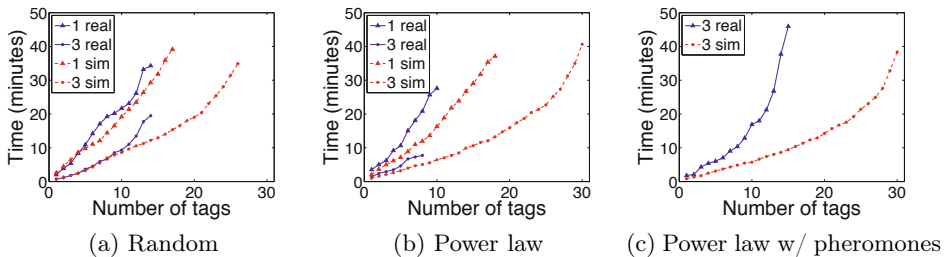 50
40
30
20
10
0
Time (minutes)
1 real
3 real
1 sim
3 sim
0
10
20
30
Number of tags
(a) Random
50
40
30
20
10
0
Time (minutes)
1 real
3 real
1 sim
3 sim
0
10
20
30
Number of tags
(b) Power law
50
40
30
20
10
0
Time (minutes)
3 real
3 sim
0
10
20
30
Number of tags
(c) Power law w/ pheromones